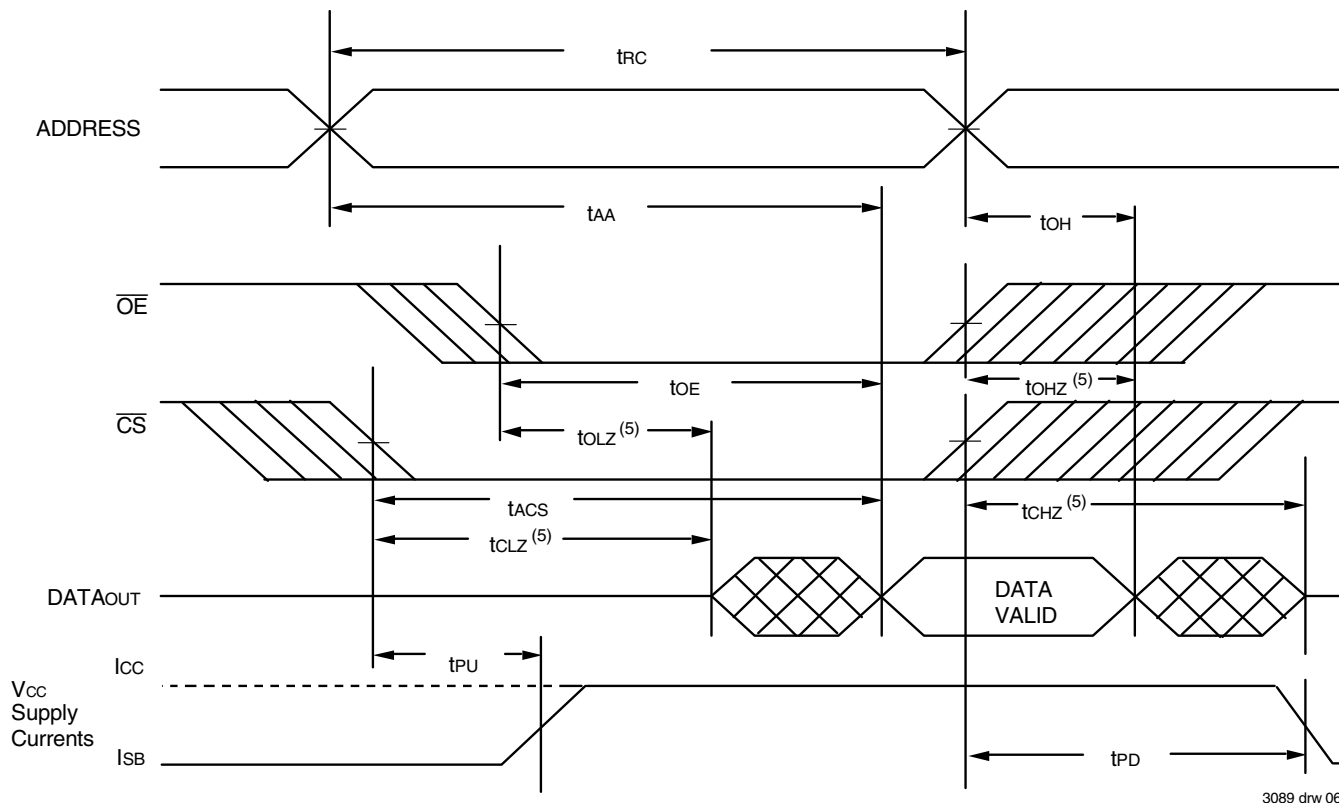 tRC
ADDRESS
tAA
tOH
OE
tOE
tOHZ (5)
CS
tOLZ (5)
tACS
tCHZ (5)
tCLZ (5)
DATAOUT
DATA
VALID
ICC
tPU
VCC
Supply
Currents
ISB
tPD
3089 drw 06